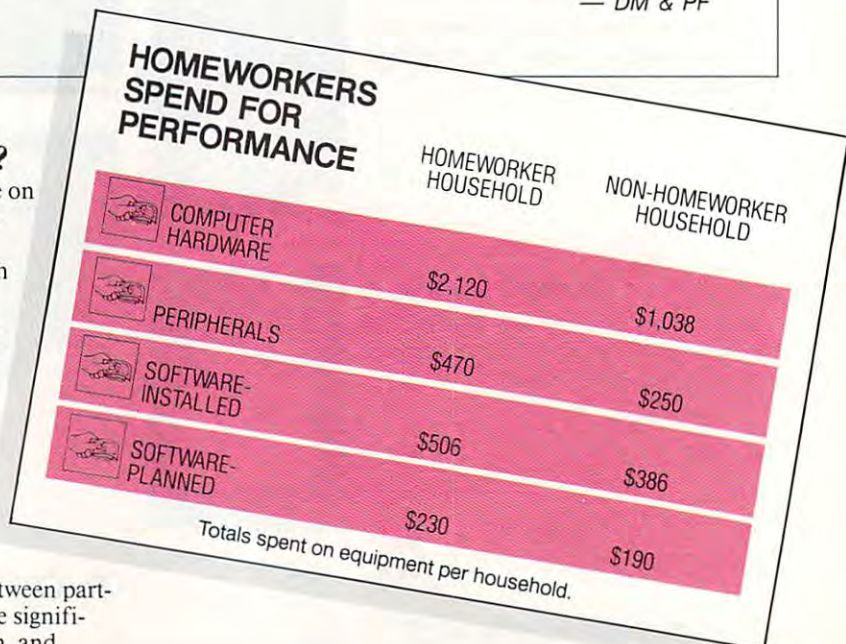 — DM & PF
?
e on
n
HOMEWORKERS
SPEND FOR
PERFORMANCE
HOMEWORKER
HOUSEHOLD
NON-HOMEWORKER
HOUSEHOLD
COMPUTER
HARDWARE
$2,120
$1,038
PERIPHERALS
$470
$250
SOFTWARE-
INSTALLED
$506
$386
SOFTWARE-
PLANNED
$230
$190
Totals spent on equipment per household.
tween part-
e signifi-